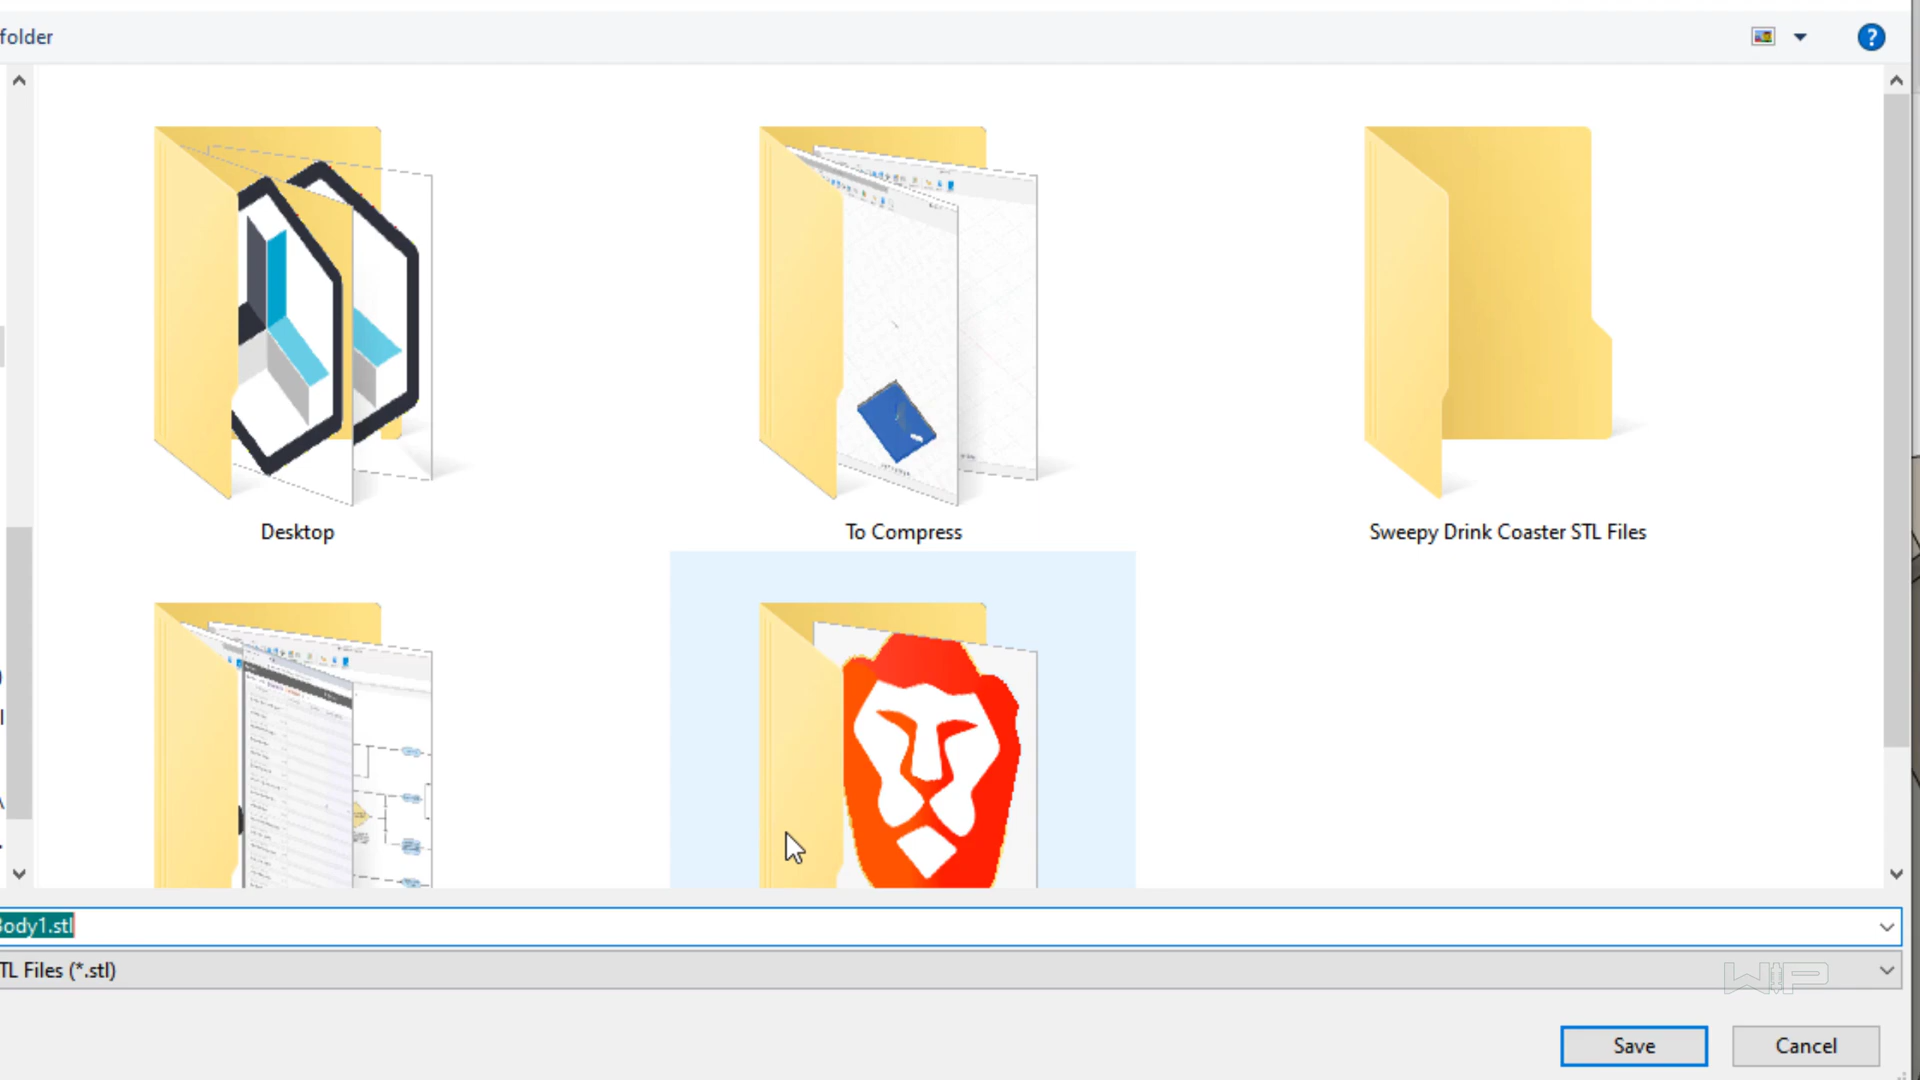 folder
?
Desktop
To Compress
Sweepy Drink Coaster STL Files
Body1.stl
TL Files (*.stl)
W!P
Save
Cancel